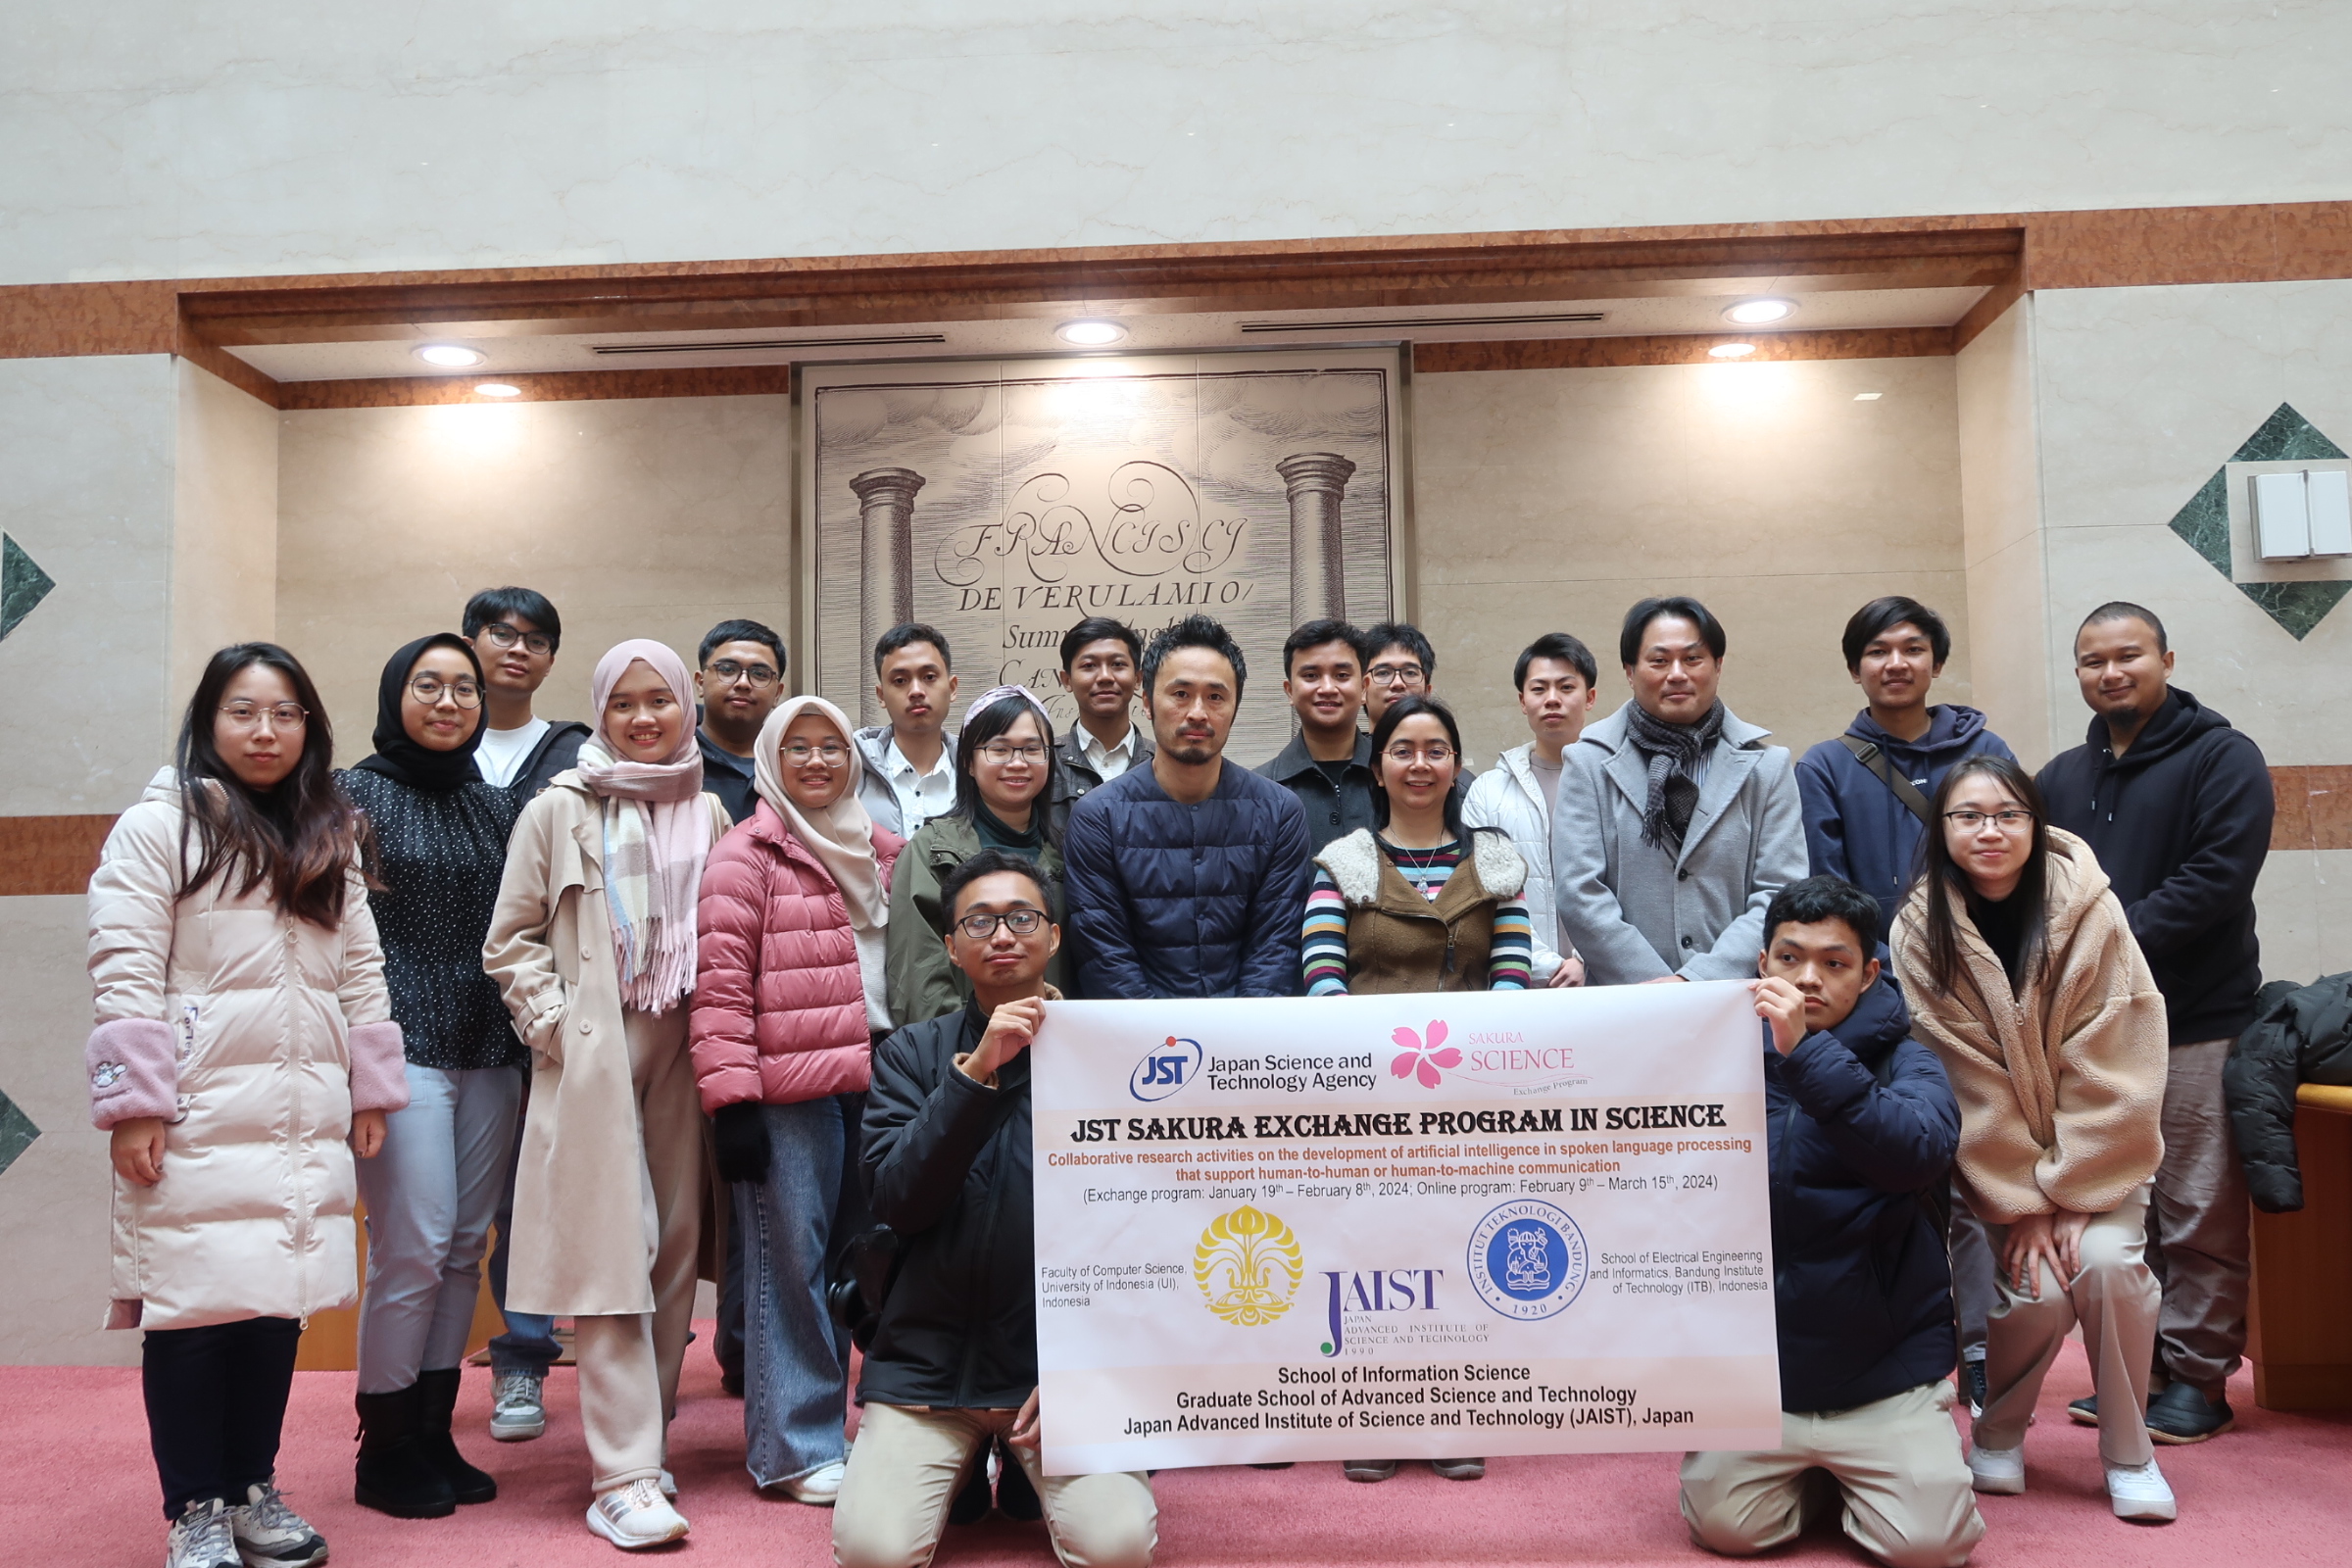 FRANCISCI
DE VERULAMIO/
JST
Japan Science and
Technology Agency
SAKURA
SCIENCE
Exchange Program
JST SAKURA EXCHANGE PROGRAM IN SCIENCE
Collaborative research activities on the development of artificial intelligence in spoken language processing
that support human-to-human or human-to-machine communication
(Exchange program: January 19th – February 8th, 2024; Online program: February 9th – March 15th, 2024)
Faculty of Computer Science,
University of Indonesia (UI),
Indonesia
JAIST
JAPAN
ADVANCED INSTITUTE OF
SCIENCE AND TECHNOLOGY
1990
INSTITUT TEKNOLOGI BANDUNG
• 1920 •
School of Electrical Engineering
and Informatics, Bandung Institute
of Technology (ITB), Indonesia
School of Information Science
Graduate School of Advanced Science and Technology
Japan Advanced Institute of Science and Technology (JAIST), Japan